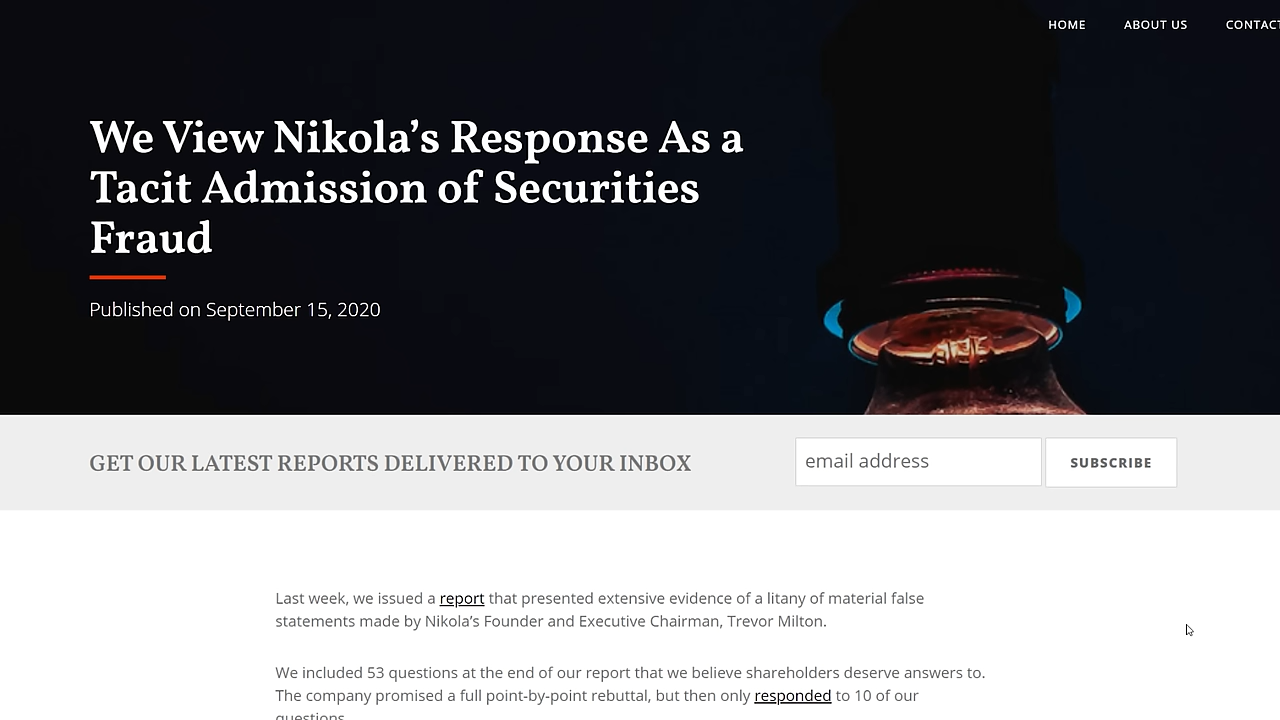 HOME ABOUT US CONTACT
We View Nikola’s Response As a
Tacit Admission of Securities
Fraud
Published on September 15, 2020
GET OUR LATEST REPORTS DELIVERED TO YOUR INBOX
email address
SUBSCRIBE
Last week, we issued a report that presented extensive evidence of a litany of material false
statements made by Nikola’s Founder and Executive Chairman, Trevor Milton.
We included 53 questions at the end of our report that we believe shareholders deserve answers to.
The company promised a full point-by-point rebuttal, but then only responded to 10 of our
questions.